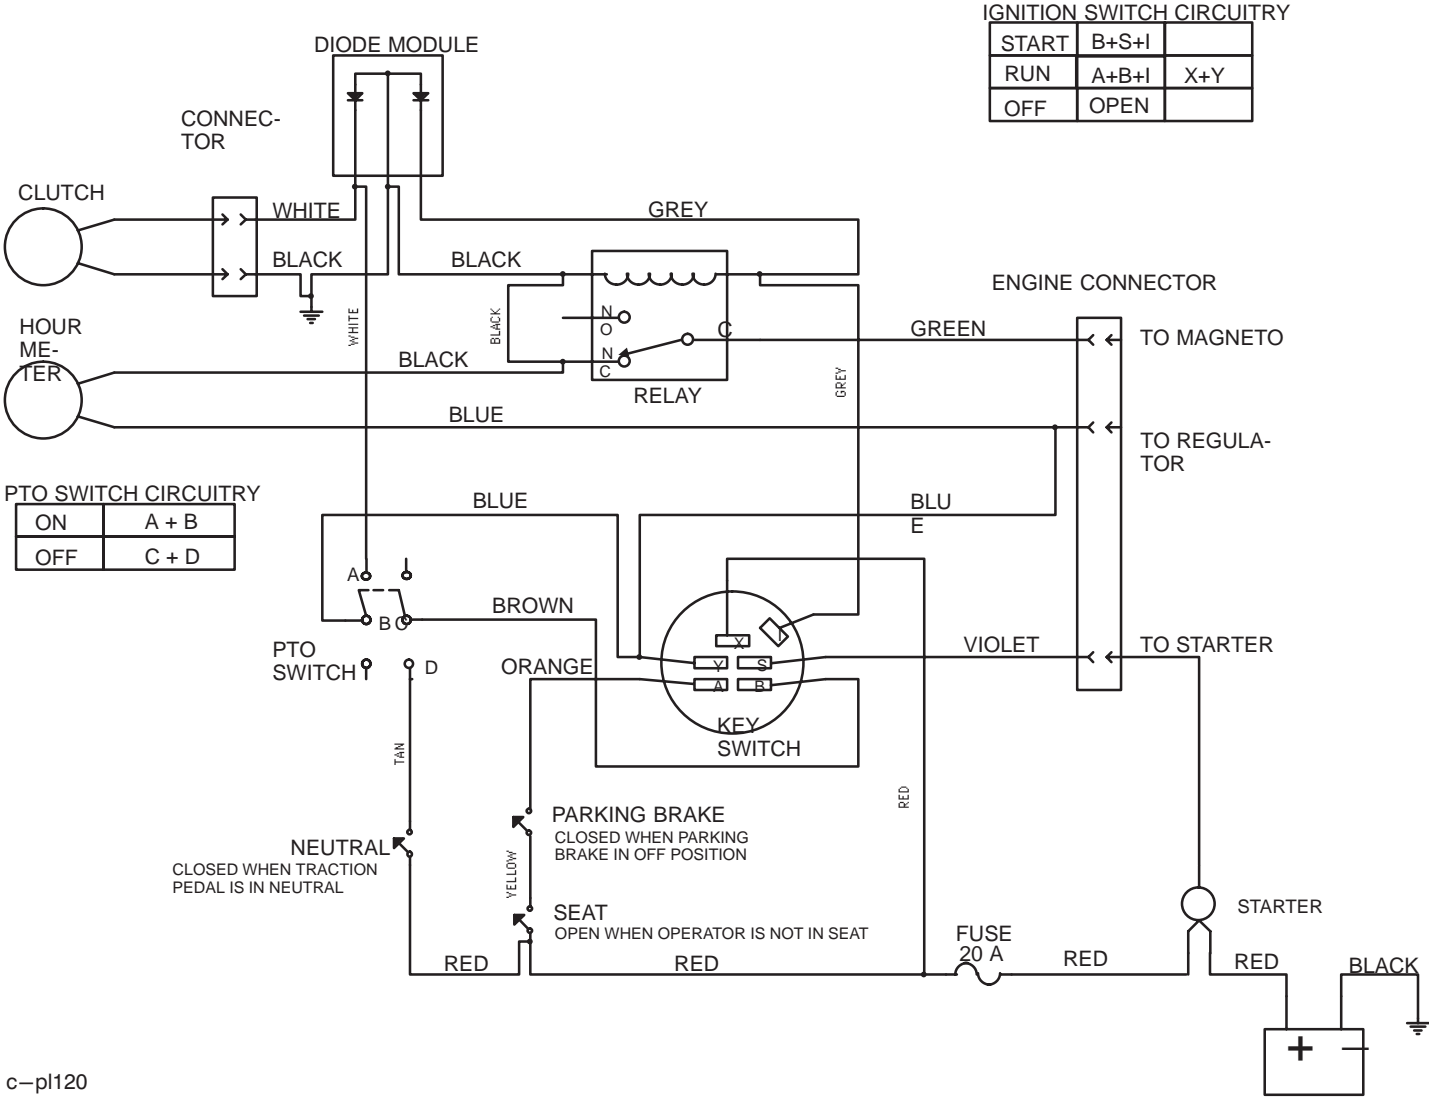 IGNITION SWITCH CIRCUITRY
START B+S+I
RUN A+B+I X+Y
OFF OPEN
DIODE MODULE
CONNEC-
TOR
CLUTCH
WHITE
GREY
BLACK
BLACK
ENGINE CONNECTOR
HOUR
ME-
TER
WHITE
BLACK
N
O
C
N
C
GREEN
TO MAGNETO
BLACK
RELAY
GREY
BLUE
TO REGULA-
TOR
PTO SWITCH CIRCUITRY
ON A + B
OFF C + D
BLUE
BLU
E
A
B C
BROWN
X
I
PTO
SWITCH
D
ORANGE
Y
S
A
B
VIOLET
TO STARTER
KEY
SWITCH
TAN
RED
PARKING BRAKE
CLOSED WHEN PARKING
BRAKE IN OFF POSITION
NEUTRAL
CLOSED WHEN TRACTION
PEDAL IS IN NEUTRAL
YELLOW
SEAT
OPEN WHEN OPERATOR IS NOT IN SEAT
STARTER
FUSE
20 A
RED
RED
RED
RED
BLACK
+
—
c–pl120